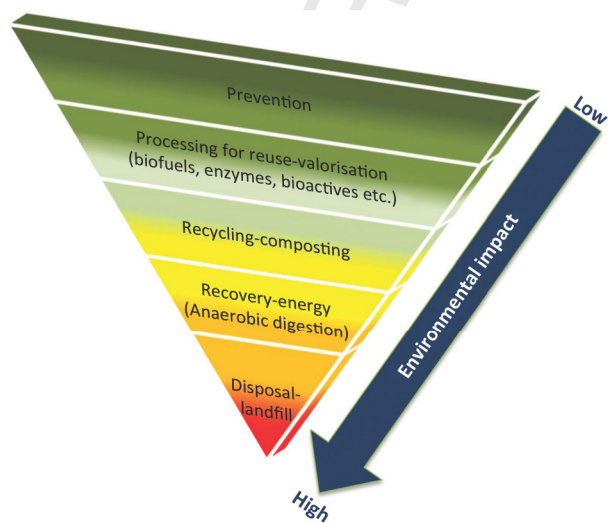 Prevention
Processing for reuse-valorisation
(biofuels, enzymes, bioactives etc.)
Recycling-composting
Recovery-energy
(Anaerobic digestion)
Disposal-
landfill
Low
Environmental impact
High